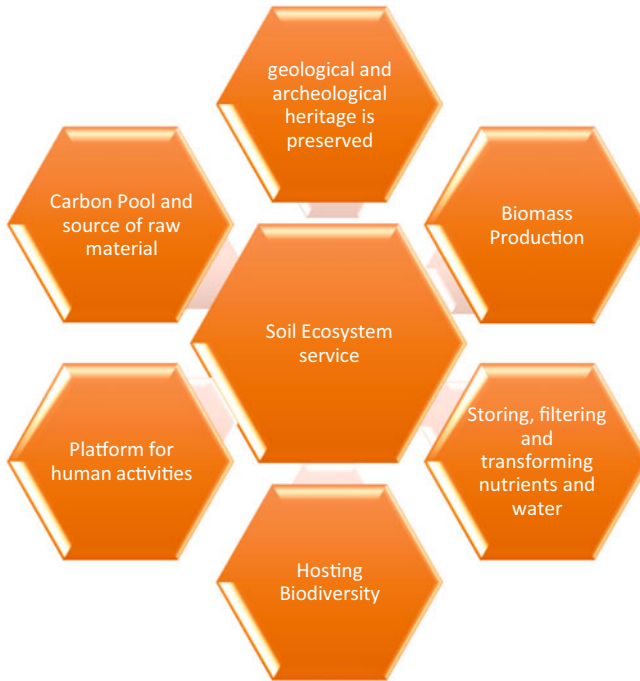 geological and
archeological
heritage is
preserved
Carbon Pool and
source of raw
material
Biomass
Production
Soil Ecosystem
service
Platform for
human activities
Storing, filtering
and
transforming
nutrients and
water
Hosting
Biodiversity